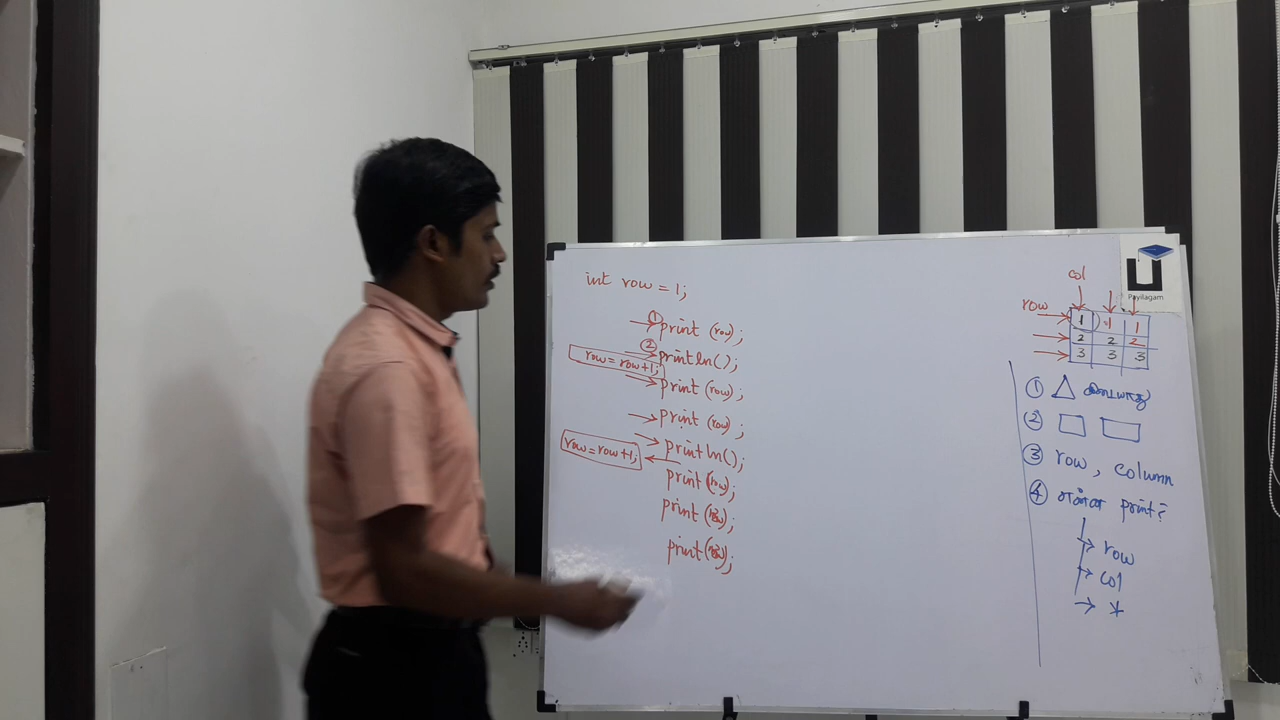 int row = 1;
① print (row);
② println();
row = row+1;
print (row);
print (row);
println();
row = row+1;
print (row);
print (row);
print (row);
Payilagam
col
row
1 1 1
2 2 2
3 3 3
①
②
③ row, column
④ என்ன print?
row
col
*